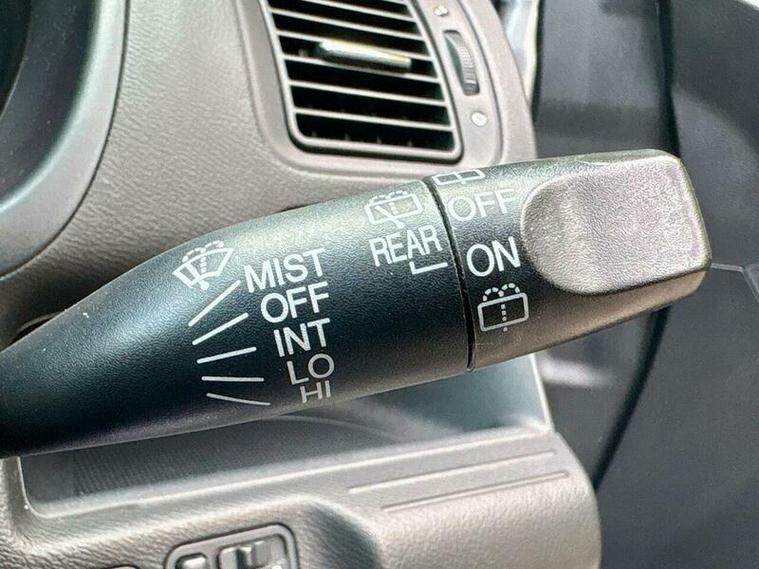 MIST
OFF
INT
LO
HI
REAR
OFF
ON